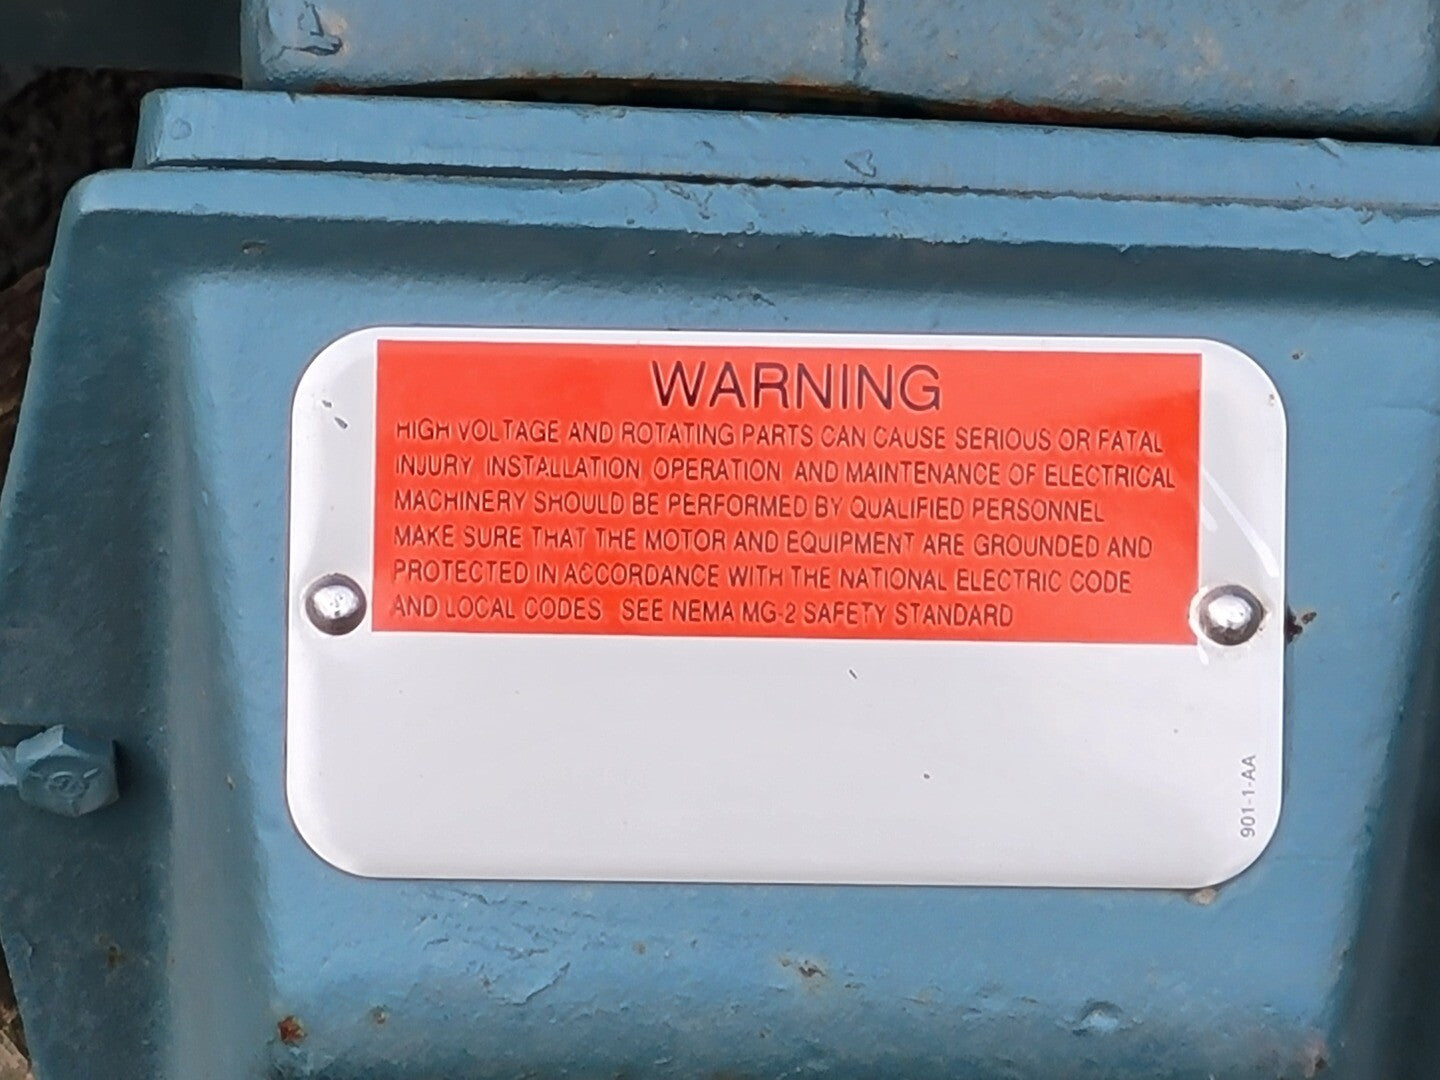 WARNING
HIGH VOLTAGE AND ROTATING PARTS CAN CAUSE SERIOUS OR FATAL
INJURY INSTALLATION, OPERATION AND MAINTENANCE OF ELECTRICAL
MACHINERY SHOULD BE PERFORMED BY QUALIFIED PERSONNEL
MAKE SURE THAT THE MOTOR AND EQUIPMENT ARE GROUNDED AND
PROTECTED IN ACCORDANCE WITH THE NATIONAL ELECTRIC CODE
AND LOCAL CODES SEE NEMA MG-2 SAFETY STANDARD
901-1-AA